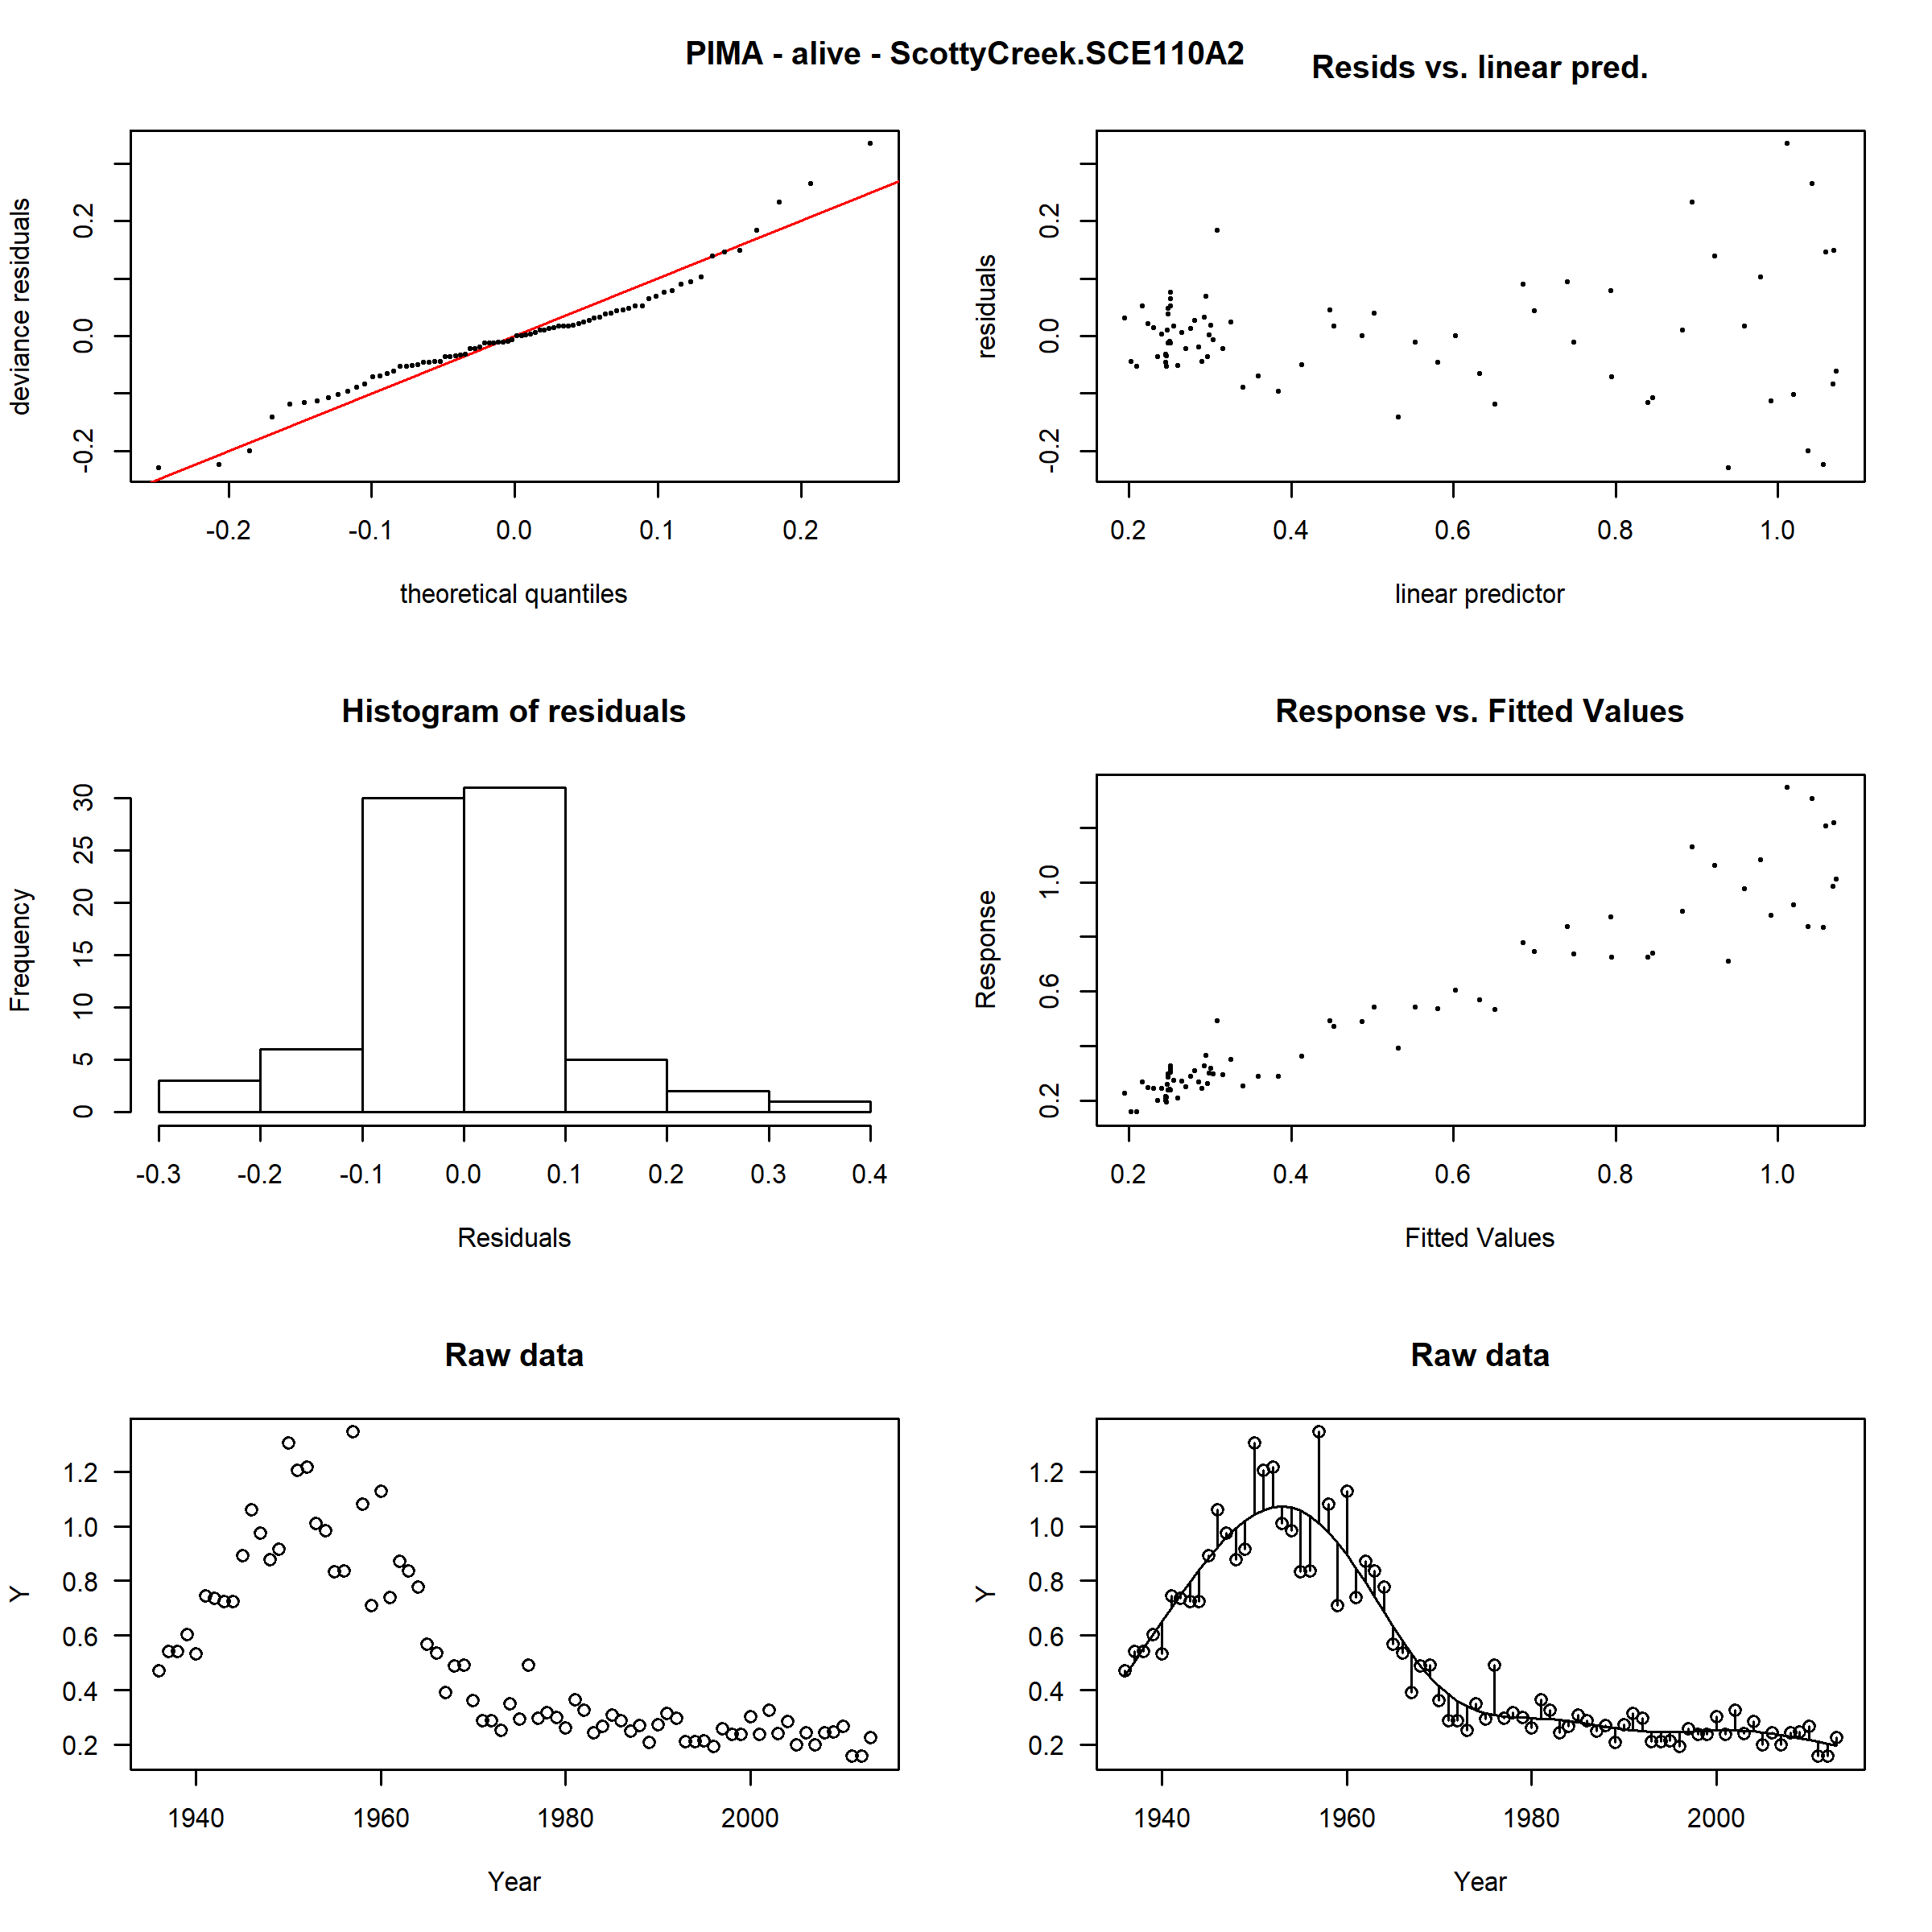 PIMA - alive - ScottyCreek.SCE110A2
Resids vs. linear pred.
deviance residuals
-0.2 0.0 0.2
-0.2 -0.1 0.0 0.1 0.2
theoretical quantiles
residuals
-0.2 0.0 0.2
0.2 0.4 0.6 0.8 1.0
linear predictor
Histogram of residuals
Frequency
0 5 10 15 20 25 30
-0.3 -0.2 -0.1 0.0 0.1 0.2 0.3 0.4
Residuals
Response vs. Fitted Values
Response
0.2 0.6 1.0
0.2 0.4 0.6 0.8 1.0
Fitted Values
Raw data
Y
1.2
1.0
0.8
0.6
0.4
0.2
1940 1960 1980 2000
Year
Raw data
Y
1.2
1.0
0.8
0.6
0.4
0.2
1940 1960 1980 2000
Year